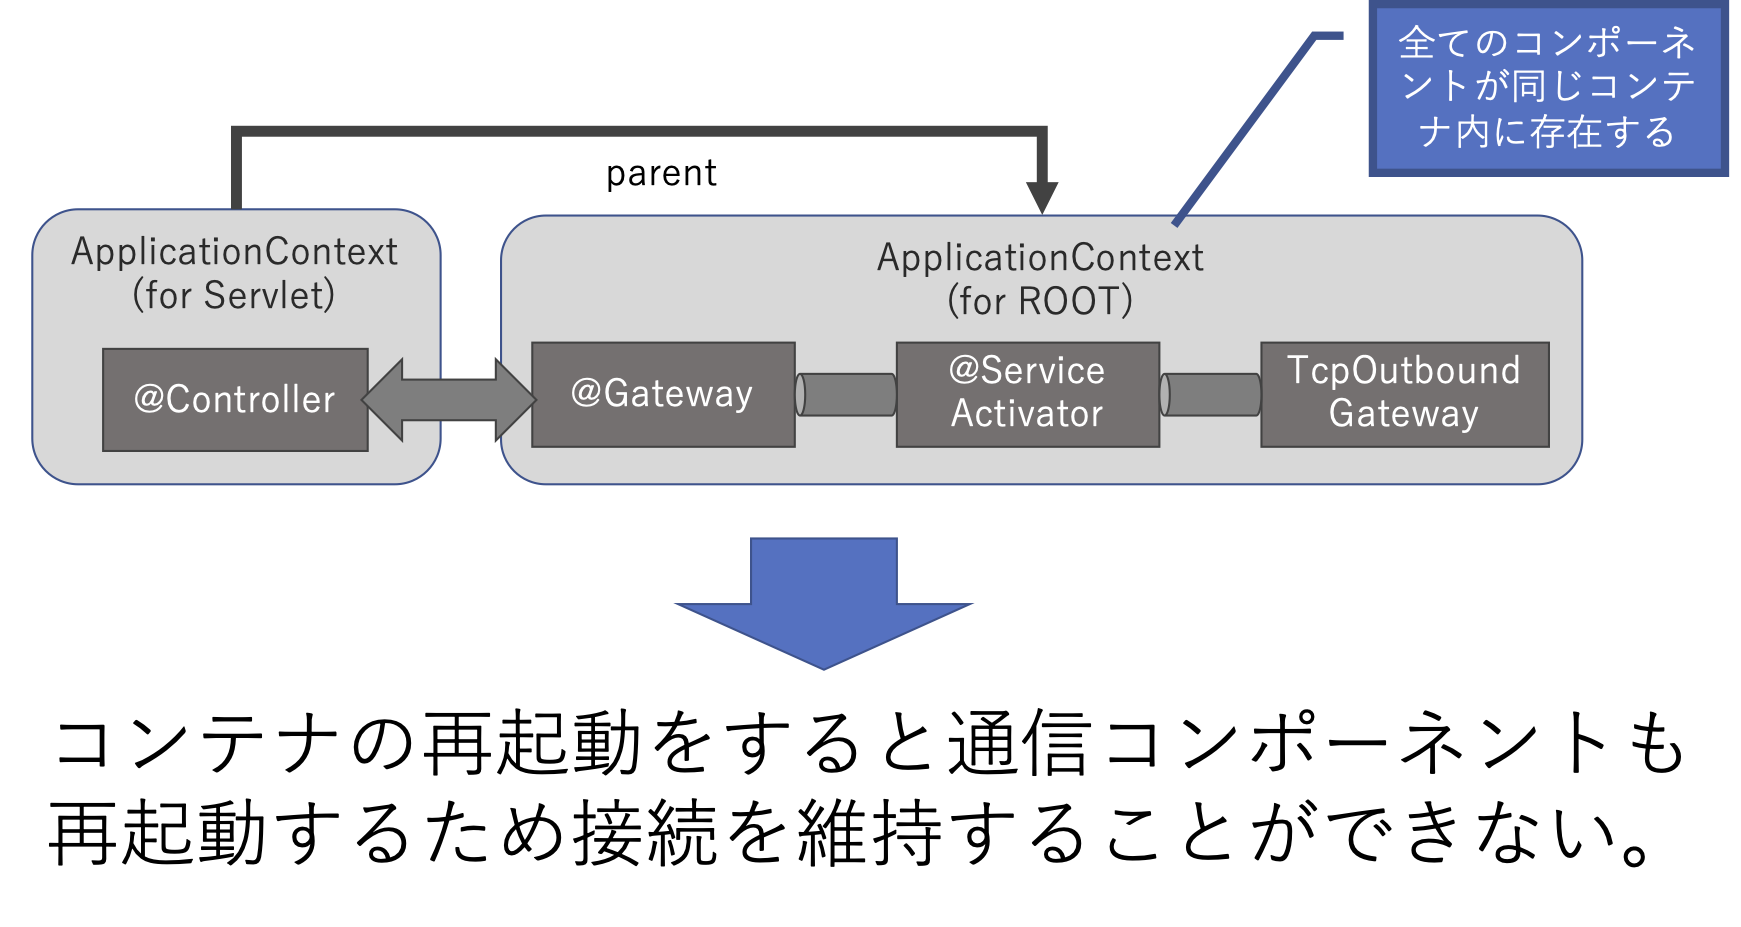 全てのコンポーネ
ントが同じコンテ
ナ内に存在する
parent
ApplicationContext
(for Servlet)
ApplicationContext
(for ROOT)
@Controller
@Gateway
@Service
Activator
TcpOutbound
Gateway
コンテナの再起動をすると通信コンポーネントも
再起動するため接続を維持することができない。